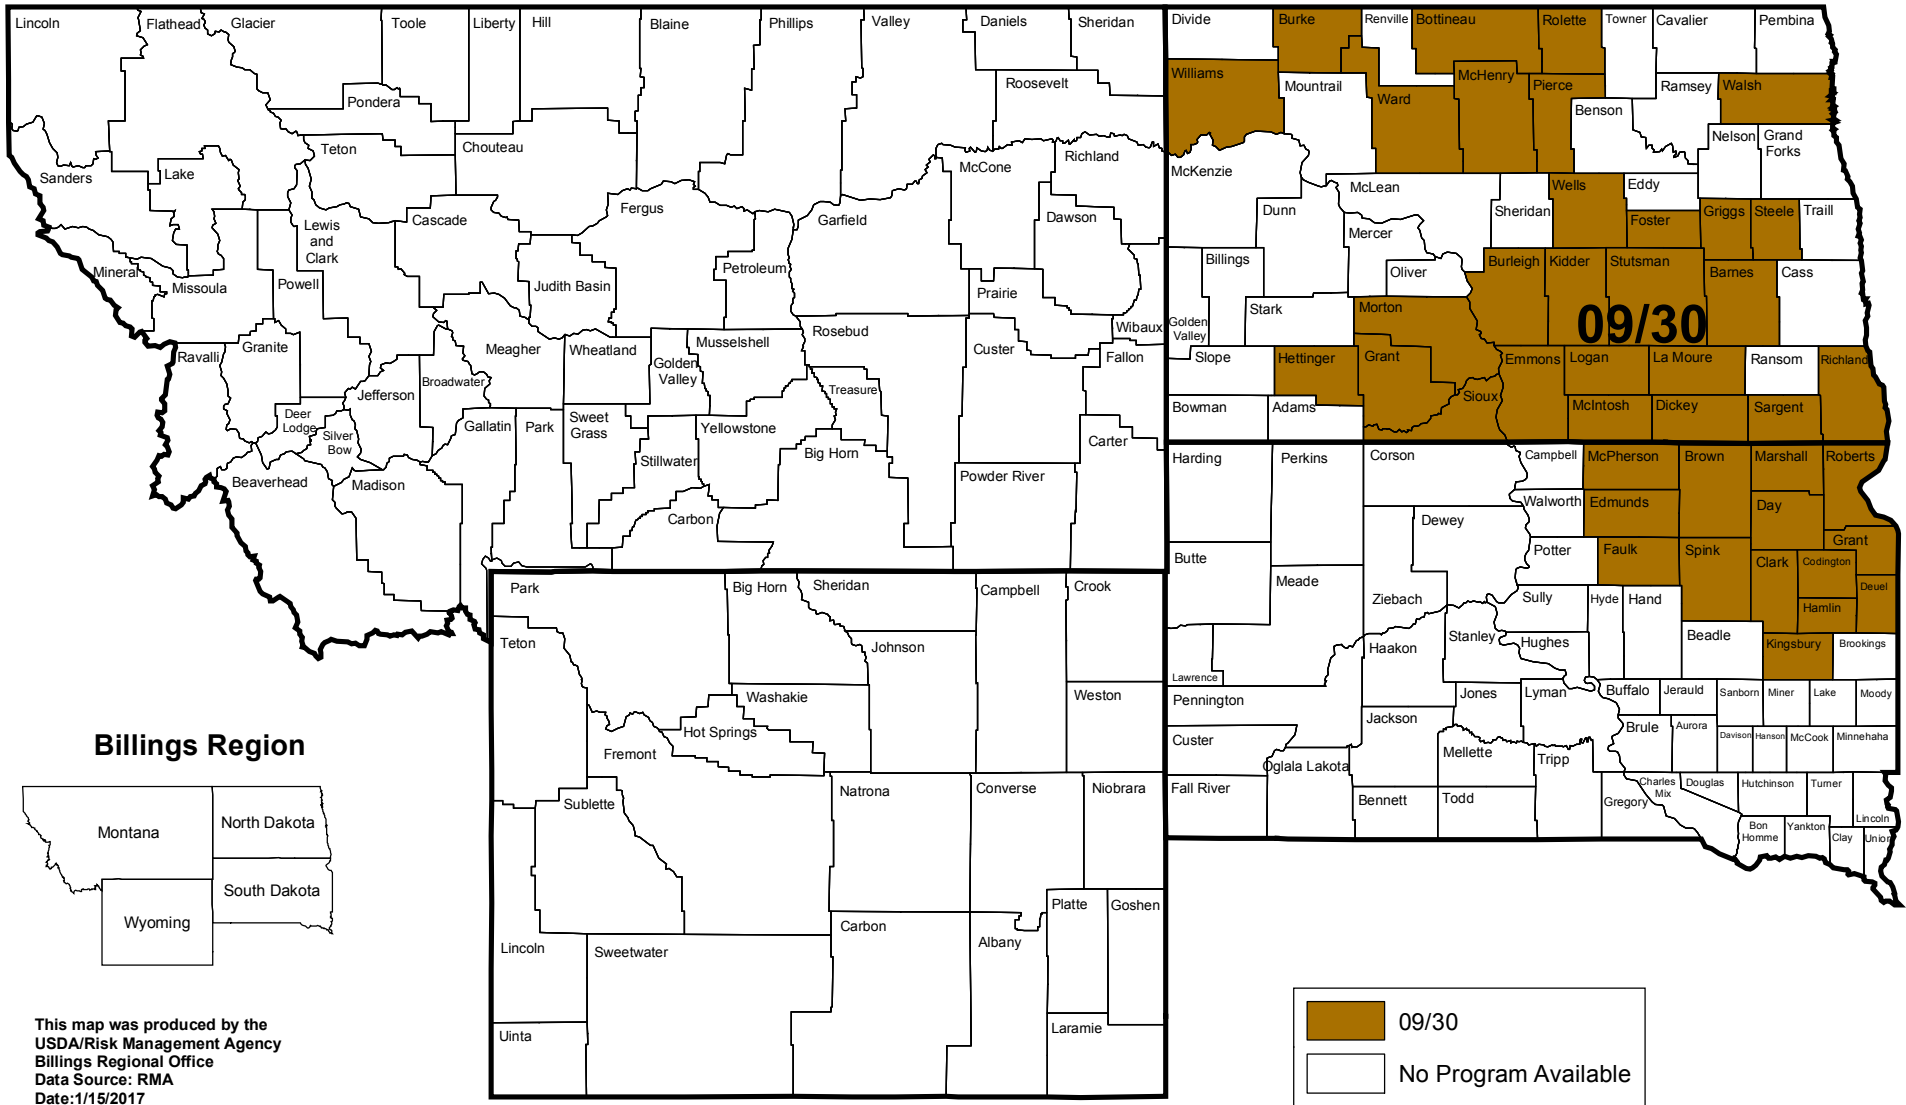 Lincoln
Flathead
Glacier
Toole
Liberty
Hill
Blaine
Phillips
Valley
Daniels
Sheridan
Roosevelt
Pondera
Teton
Chouteau
McCone
Richland
Sanders
Lake
Lewis
and
Clark
Cascade
Fergus
Garfield
Dawson
Mineral
Missoula
Powell
Judith Basin
Petroleum
Prairie
Wibaux
Ravalli
Granite
Meagher
Wheatland
Golden
Valley
Musselshell
Rosebud
Custer
Fallon
Broadwater
Jefferson
Treasure
Deer
Lodge
Silver
Bow
Gallatin
Park
Sweet
Grass
Stillwater
Yellowstone
Big Horn
Carter
Powder River
Beaverhead
Madison
Carbon
Divide
Burke
Renville
Bottineau
Rolette
Towner
Cavalier
Pembina
Williams
Mountrail
Ward
McHenry
Pierce
Benson
Ramsey
Walsh
Nelson
Grand
Forks
McKenzie
McLean
Wells
Eddy
Dunn
Mercer
Sheridan
Foster
Griggs
Steele
Traill
Billings
Oliver
Burleigh
Kidder
Stutsman
Barnes
Cass
Golden
Valley
Stark
Morton
09/30
Slope
Hettinger
Grant
Emmons
Logan
La Moure
Ransom
Richland
Bowman
Adams
Sioux
McIntosh
Dickey
Sargent
Harding
Perkins
Corson
Campbell
McPherson
Brown
Marshall
Roberts
Walworth
Edmunds
Day
Dewey
Butte
Meade
Ziebach
Potter
Faulk
Spink
Clark
Codington
Grant
Deuel
Hamlin
Sully
Hyde
Hand
Stanley
Hughes
Haakon
Beadle
Kingsbury
Brookings
Lawrence
Pennington
Jones
Lyman
Buffalo
Jerauld
Sanborn
Miner
Lake
Moody
Jackson
Brule
Aurora
Davison
Hanson
McCook
Minnehaha
Custer
Oglala Lakota
Mellette
Tripp
Fall River
Bennett
Todd
Gregory
Charles
Mix
Douglas
Hutchinson
Turner
Lincoln
Bon
Homme
Yankton
Clay
Union
Park
Big Horn
Sheridan
Campbell
Crook
Teton
Johnson
Washakie
Weston
Hot Springs
Fremont
Sublette
Natrona
Converse
Niobrara
Platte
Goshen
Lincoln
Sweetwater
Carbon
Albany
Uinta
Laramie
Billings Region
Montana
North Dakota
South Dakota
Wyoming
This map was produced by the
USDA/Risk Management Agency
Billings Regional Office
Data Source: RMA
Date:1/15/2017
09/30
No Program Available